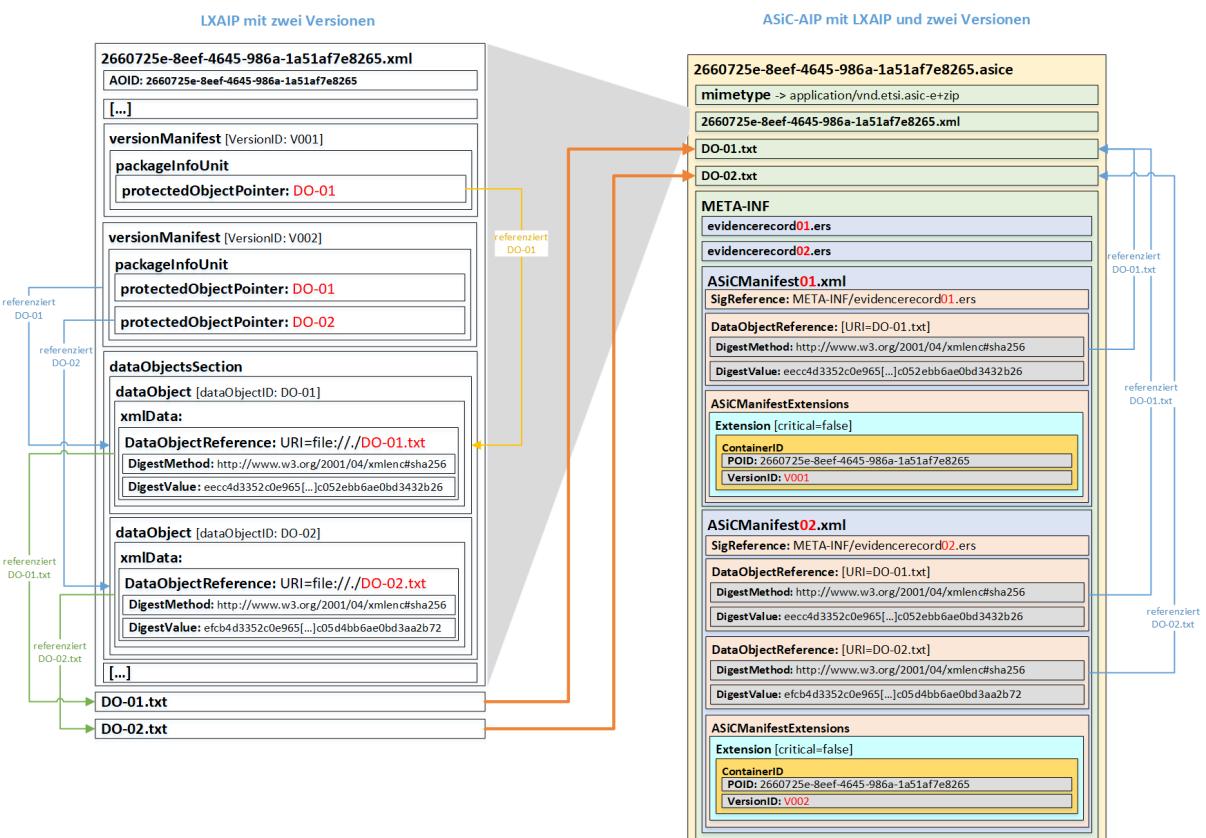 LXAIP mit zwei Versionen
2660725e-8eef-4645-986a-1a51af7e8265.xml
AOID: 2660725e-8eef-4645-986a-1a51af7e8265
[...]
versionManifest [VersionID: V001]
packageInfoUnit
protectedObjectPointer: DO-01
versionManifest [VersionID: V002]
packageInfoUnit
protectedObjectPointer: DO-01
protectedObjectPointer: DO-02
dataObjectsSection
dataObject [dataObjectID: DO-01]
xmlData:
DataObjectReference: URI=file://./DO-01.txt
DigestMethod: http://www.w3.org/2001/04/xmlenc#sha256
DigestValue: eecc4d3352c0e965[...]c052ebb6ae0bd3432b26
dataObject [dataObjectID: DO-02]
xmlData:
DataObjectReference: URI=file://./DO-02.txt
DigestMethod: http://www.w3.org/2001/04/xmlenc#sha256
DigestValue: efcb4d3352c0e965[...]c05d4bb6ae0bd3aa2b72
[...]
DO-01.txt
DO-02.txt
referenziert
DO-01
referenziert
DO-02
referenziert
DO-01.txt
referenziert
DO-02.txt
referenziert
DO-01
ASiC-AIP mit LXAIP und zwei Versionen
2660725e-8eef-4645-986a-1a51af7e8265.asice
mimetype -> application/vnd.etsi.asic-e+zip
2660725e-8eef-4645-986a-1a51af7e8265.xml
DO-01.txt
DO-02.txt
META-INF
evidencerecord01.ers
evidencerecord02.ers
ASiCManifest01.xml
SigReference: META-INF/evidencerecord01.ers
DataObjectReference: [URI=DO-01.txt]
DigestMethod: http://www.w3.org/2001/04/xmlenc#sha256
DigestValue: eecc4d3352c0e965[...]c052ebb6ae0bd3432b26
ASiCManifestExtensions
Extension [critical=false]
ContainerID
POID: 2660725e-8eef-4645-986a-1a51af7e8265
VersionID: V001
ASiCManifest02.xml
SigReference: META-INF/evidencerecord02.ers
DataObjectReference: [URI=DO-01.txt]
DigestMethod: http://www.w3.org/2001/04/xmlenc#sha256
DigestValue: eecc4d3352c0e965[...]c052ebb6ae0bd3432b26
DataObjectReference: [URI=DO-02.txt]
DigestMethod: http://www.w3.org/2001/04/xmlenc#sha256
DigestValue: efcb4d3352c0e965[...]c05d4bb6ae0bd3aa2b72
ASiCManifestExtensions
Extension [critical=false]
ContainerID
POID: 2660725e-8eef-4645-986a-1a51af7e8265
VersionID: V002
referenziert
DO-01.txt
referenziert
DO-01.txt
referenziert
DO-02.txt